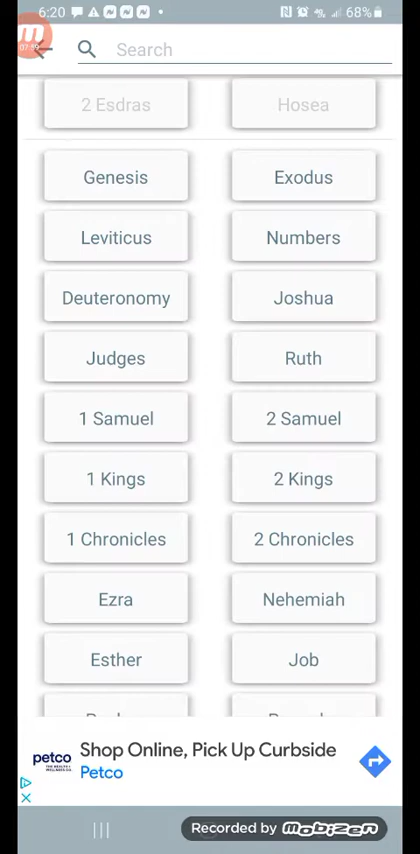 6:20 68%
07:59
Search
2 Esdras Hosea
Genesis Exodus
Leviticus Numbers
Deuteronomy Joshua
Judges Ruth
1 Samuel 2 Samuel
1 Kings 2 Kings
1 Chronicles 2 Chronicles
Ezra Nehemiah
Esther Job
petco Shop Online, Pick Up Curbside
Petco
Recorded by mobizen